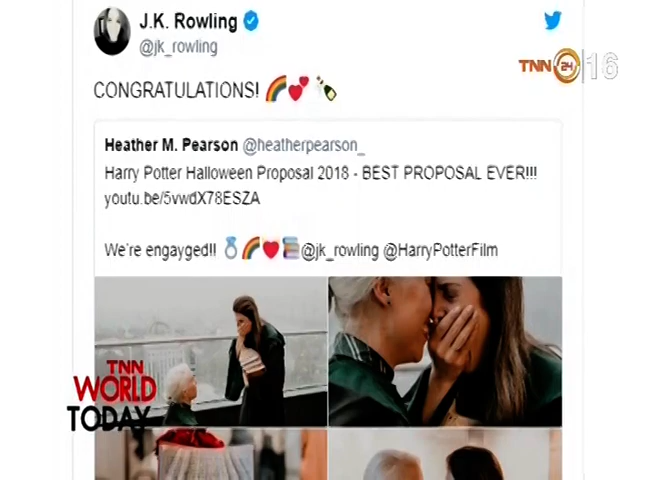 J.K. Rowling
@jk_rowling
TNN 24 16
CONGRATULATIONS! 🌈💕🍾
Heather M. Pearson @heatherpearson_
Harry Potter Halloween Proposal 2018 - BEST PROPOSAL EVER!!!
youtu.be/5vwdX78ESZA
We're engayged!! 💍🌈❤️📚@jk_rowling @HarryPotterFilm
TNN
WORLD
TODAY